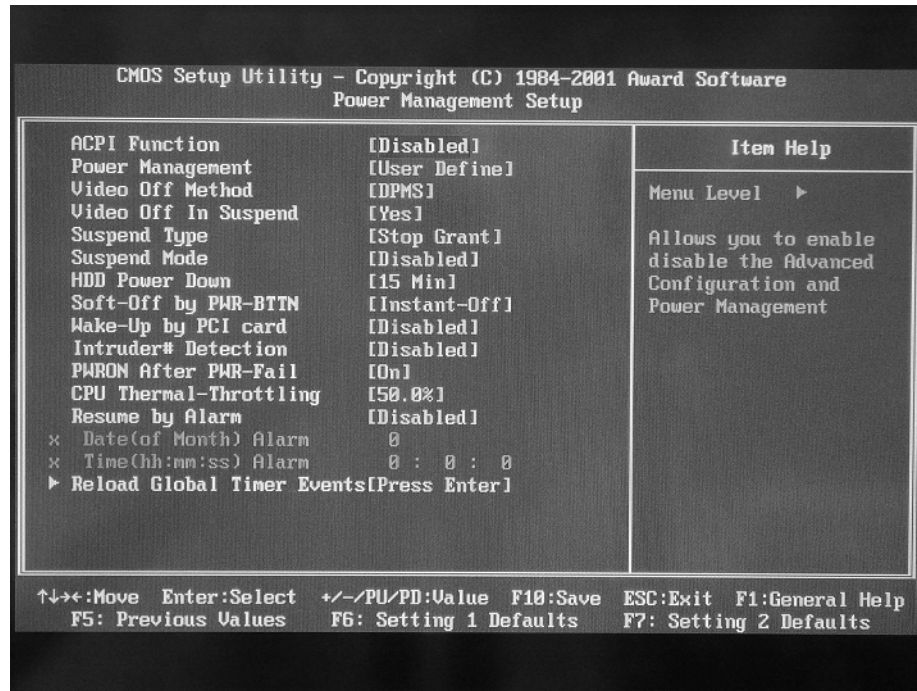 CMOS Setup Utility – Copyright (C) 1984-2001 Award Software
Power Management Setup
ACPI Function [Disabled]
Power Management [User Define]
Video Off Method [DPMS]
Video Off In Suspend [Yes]
Suspend Type [Stop Grant]
Suspend Mode [Disabled]
HDD Power Down [15 Min]
Soft-Off by PWR-BTTN [Instant-Off]
Wake-Up by PCI card [Disabled]
Intruder# Detection [Disabled]
PWRON After PWR-Fail [On]
CPU Thermal-Throttling [50.0%]
Resume by Alarm [Disabled]
x Date(of Month) Alarm 0
x Time(hh:mm:ss) Alarm 0 : 0 : 0
▶ Reload Global Timer Events[Press Enter]
Item Help
Menu Level ▶
Allows you to enable
disable the Advanced
Configuration and
Power Management
↑↓→←:Move Enter:Select +/-/PU/PD:Value F10:Save ESC:Exit F1:General Help
F5: Previous Values F6: Setting 1 Defaults F7: Setting 2 Defaults